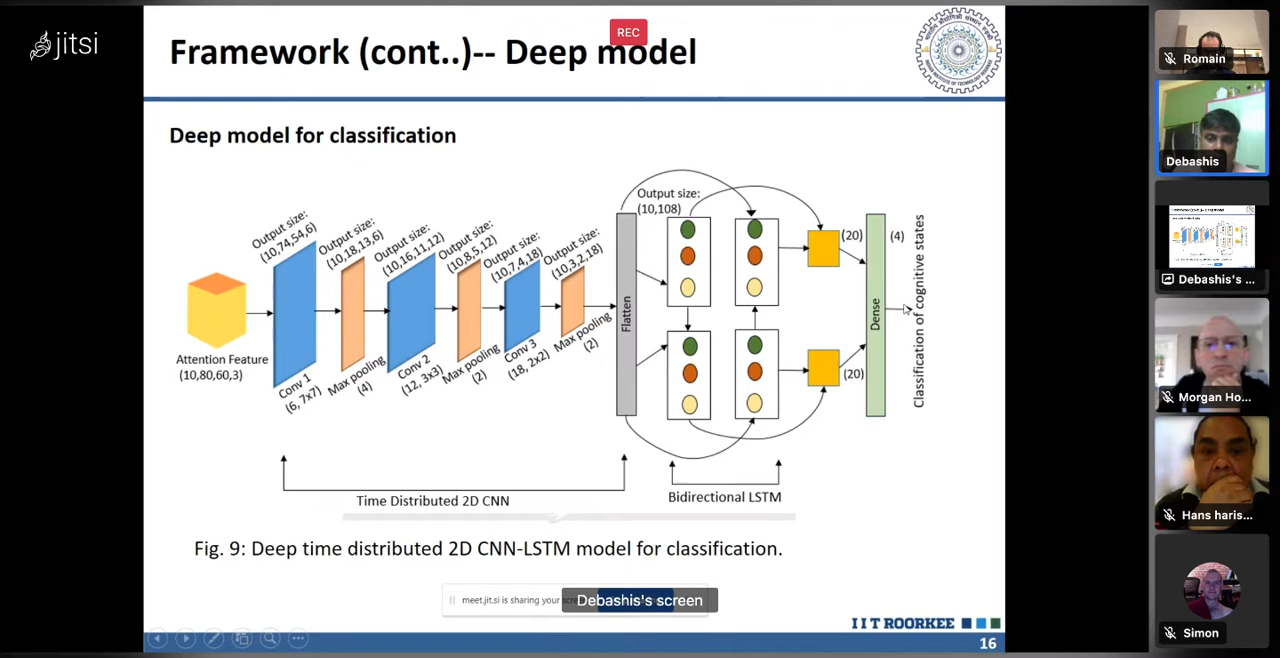 jitsi
REC
Framework (cont..)-- Deep model
Deep model for classification
Attention Feature
(10,80,60,3)
Output size:
(10,74,54,6)
Conv 1
(6, 7x7)
Output size:
(10,18,13,6)
Max pooling
(4)
Output size:
(10,16,11,12)
Conv 2
(12, 3x3)
Output size:
(10,8,5,12)
Max pooling
(2)
Output size:
(10,7,4,18)
Conv 3
(18, 2x2)
Output size:
(10,3,2,18)
Max pooling
(2)
Flatten
Output size:
(10,108)
(20)
(20)
Dense
(4)
Classification of cognitive states
Time Distributed 2D CNN
Bidirectional LSTM
Fig. 9: Deep time distributed 2D CNN-LSTM model for classification.
meet.jit.si is sharing your
Debashis's screen
IIT ROORKEE
16
Romain
Debashis
Debashis's ...
Morgan Ho...
Hans haris...
Simon